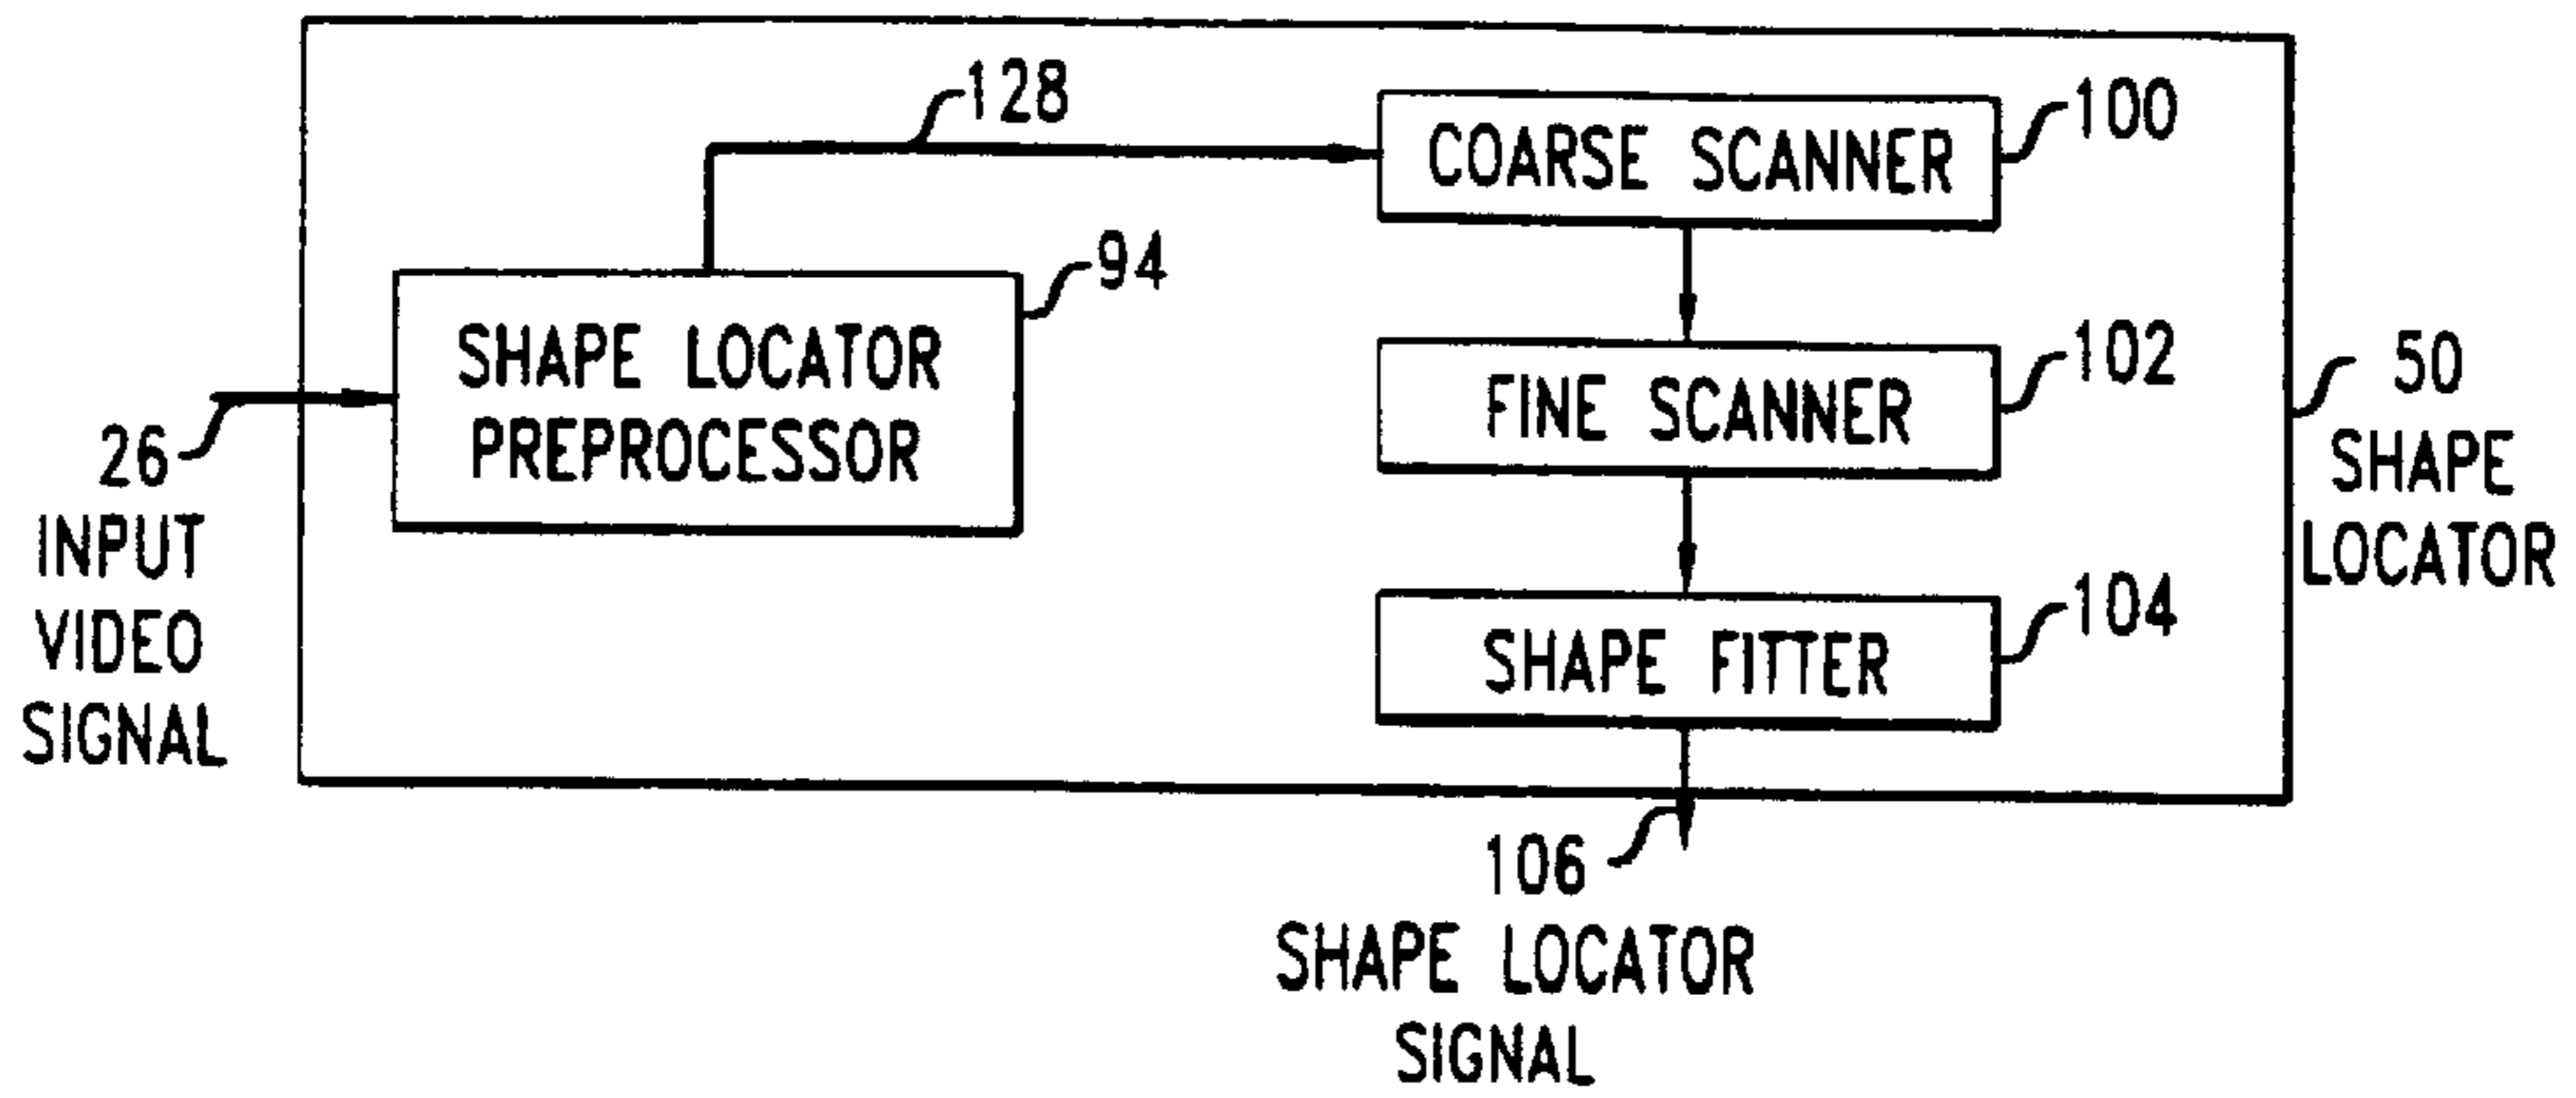 128
100
COARSE SCANNER
94
SHAPE LOCATOR
PREPROCESSOR
102
FINE SCANNER
50
SHAPE
LOCATOR
26
INPUT
VIDEO
SIGNAL
104
SHAPE FITTER
106
SHAPE LOCATOR
SIGNAL